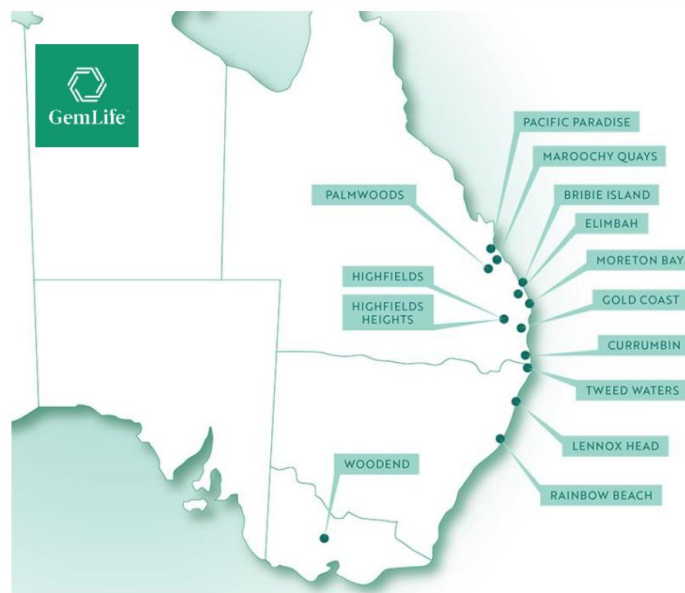 GemLife
PACIFIC PARADISE
MAROOCHY QUAYS
PALMWOODS
BRIBIE ISLAND
ELIMBAH
MORETON BAY
HIGHFIELDS
GOLD COAST
HIGHFIELDS
HEIGHTS
CURRUMBIN
TWEED WATERS
LENNOX HEAD
WOODEND
RAINBOW BEACH